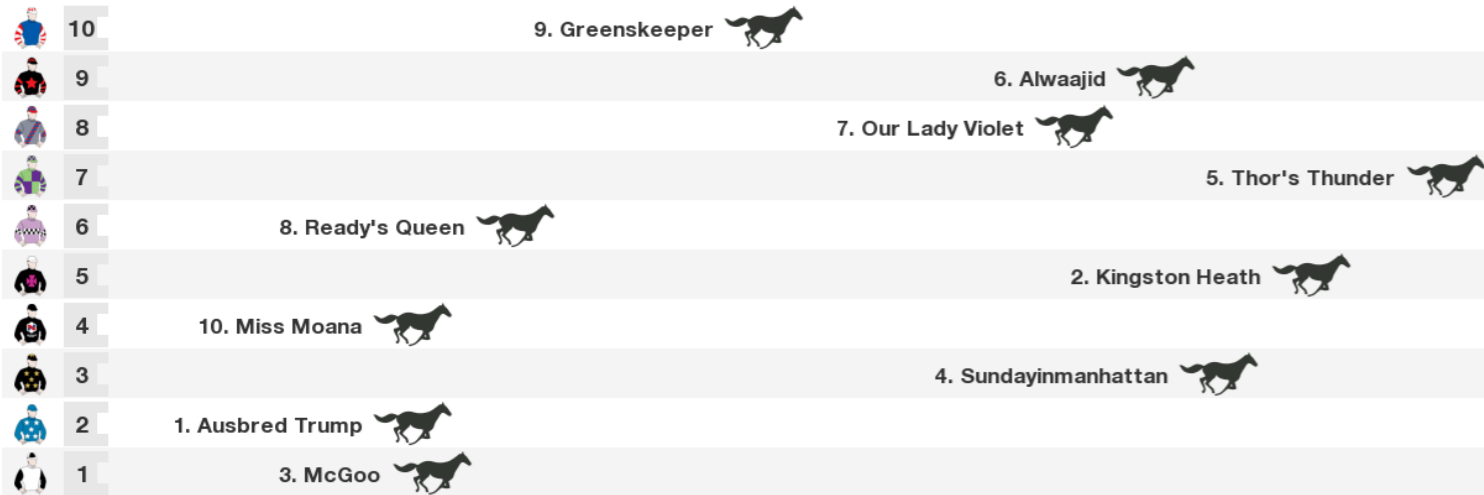 10 9. Greenskeeper
9 6. Alwaajid
8 7. Our Lady Violet
7 5. Thor's Thunder
6 8. Ready's Queen
5 2. Kingston Heath
4 10. Miss Moana
3 4. Sundayinmanhattan
2 1. Ausbred Trump
1 3. McGoo